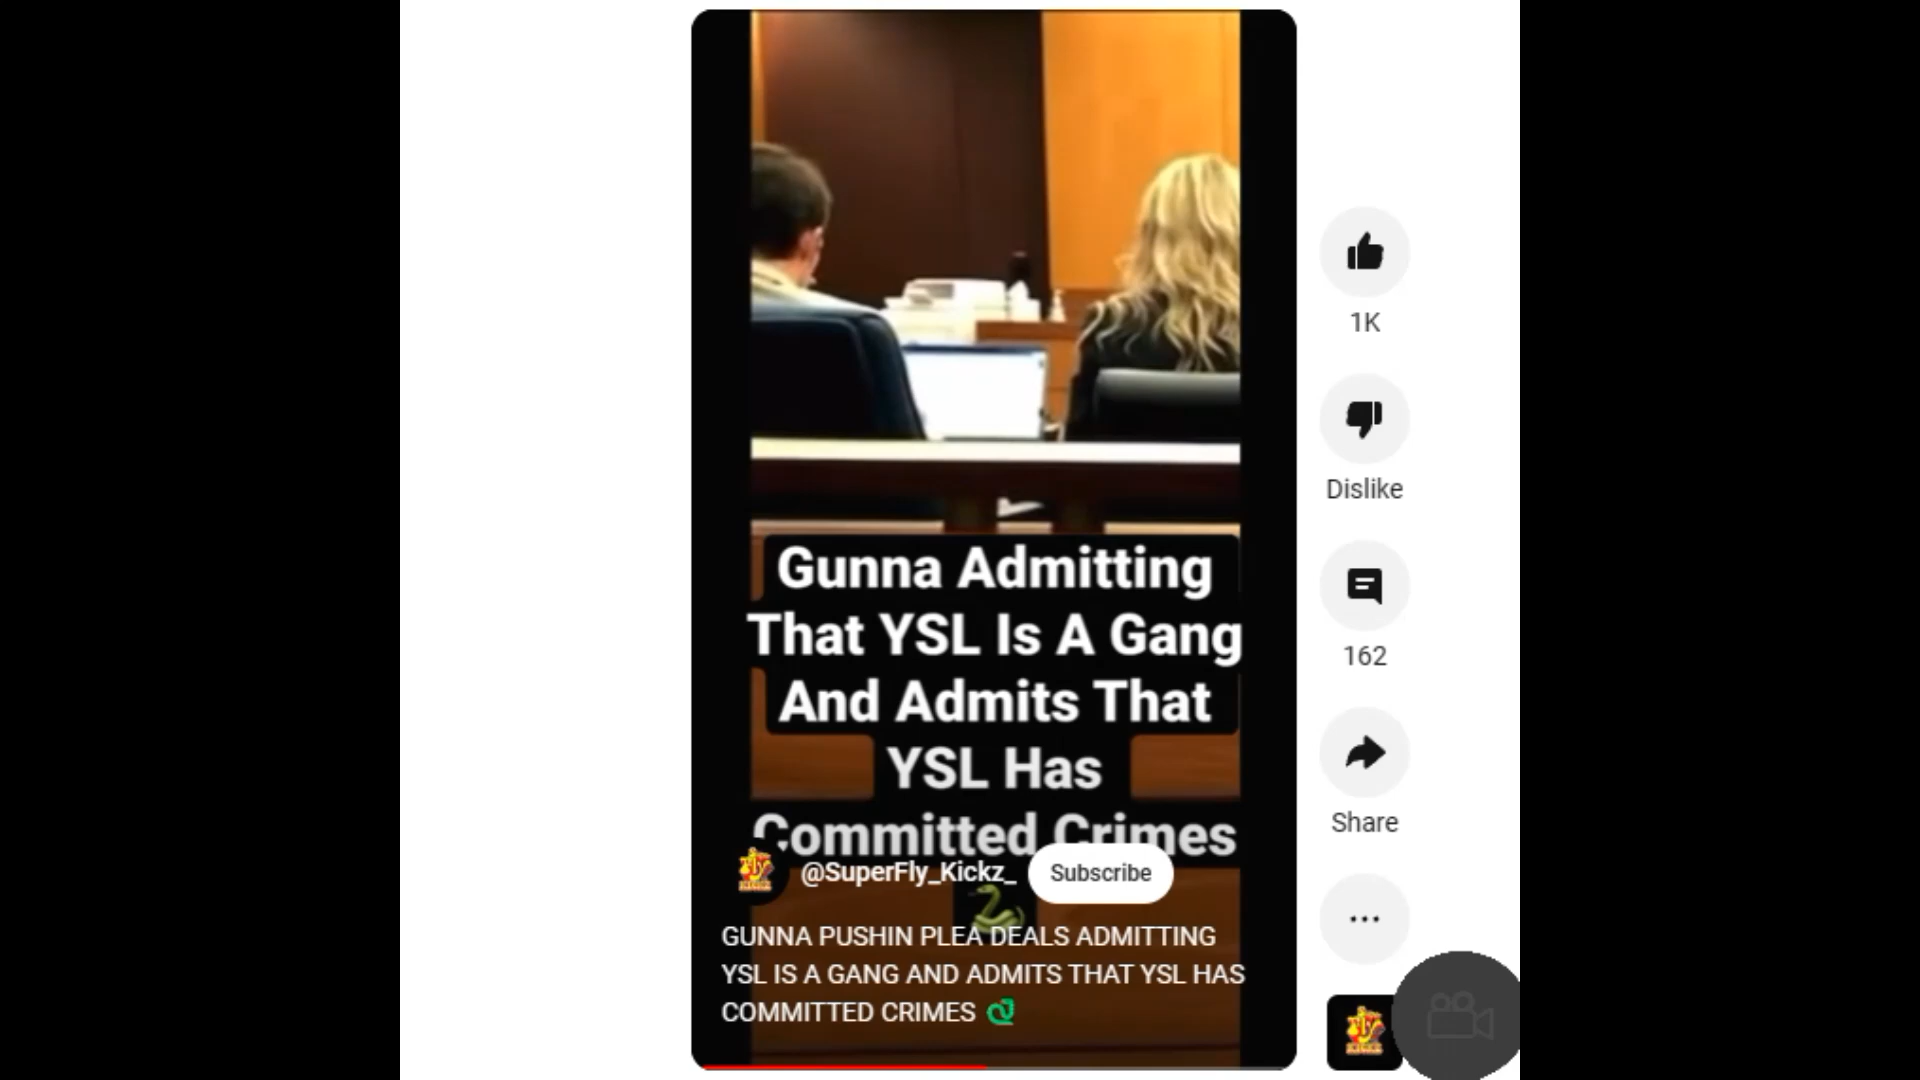 Gunna Admitting
That YSL Is A Gang
And Admits That
YSL Has
Committed Crimes
@SuperFly_Kickz_
Subscribe
GUNNA PUSHIN PLEA DEALS ADMITTING
YSL IS A GANG AND ADMITS THAT YSL HAS
COMMITTED CRIMES
1K
Dislike
162
Share